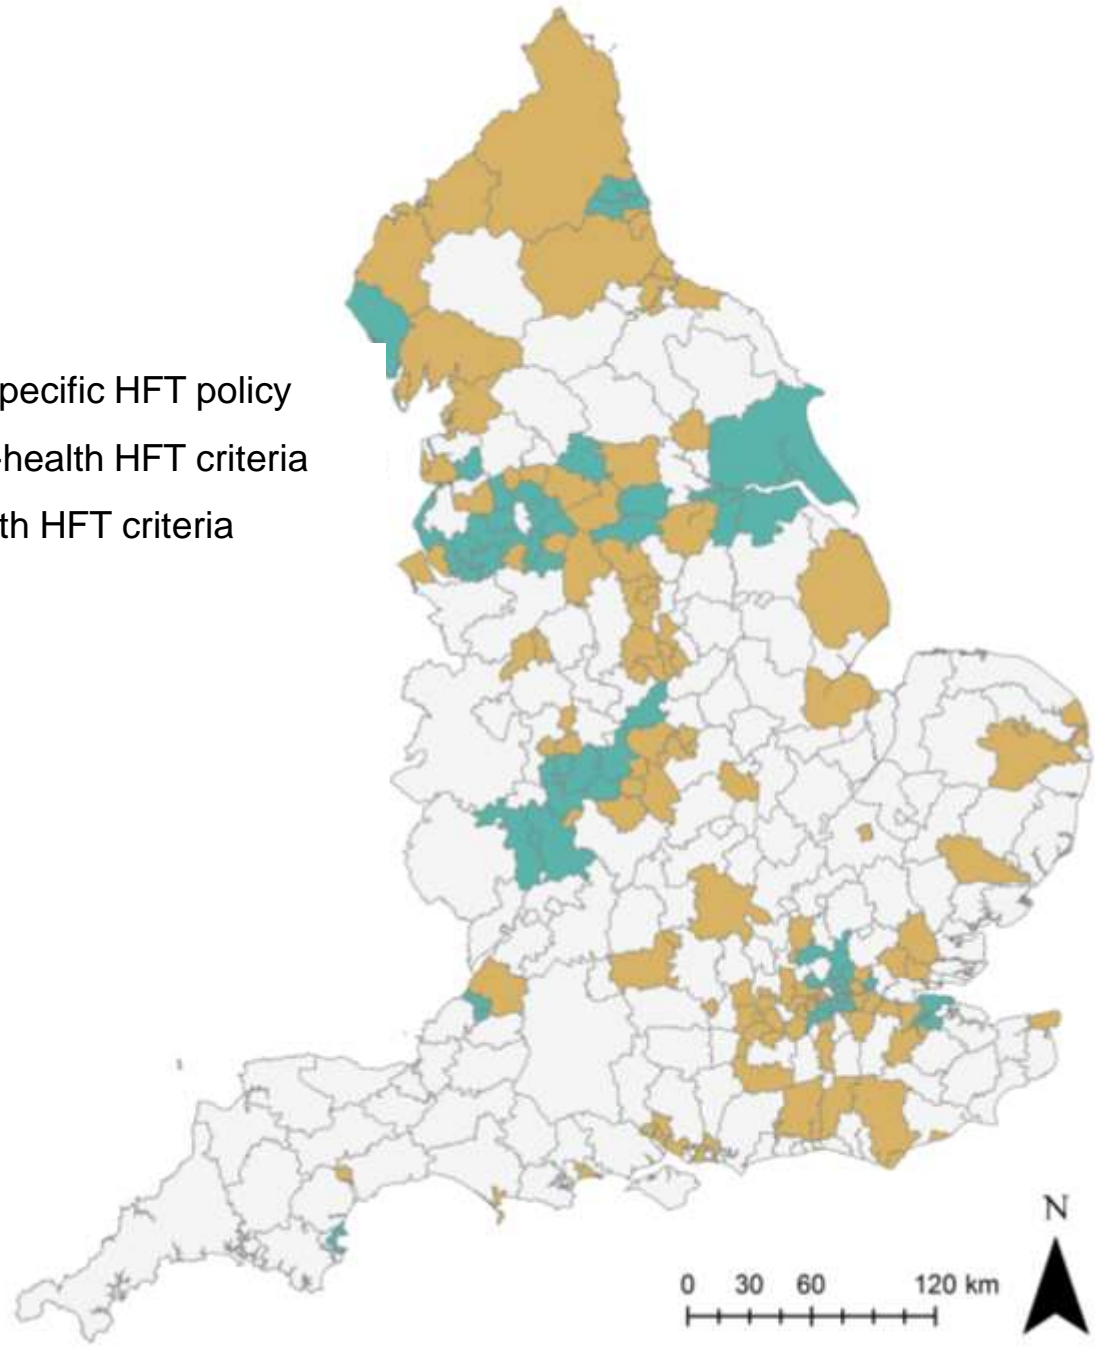 pecific HFT policy
-health HFT criteria
th HFT criteria
N
0 30 60 120 km